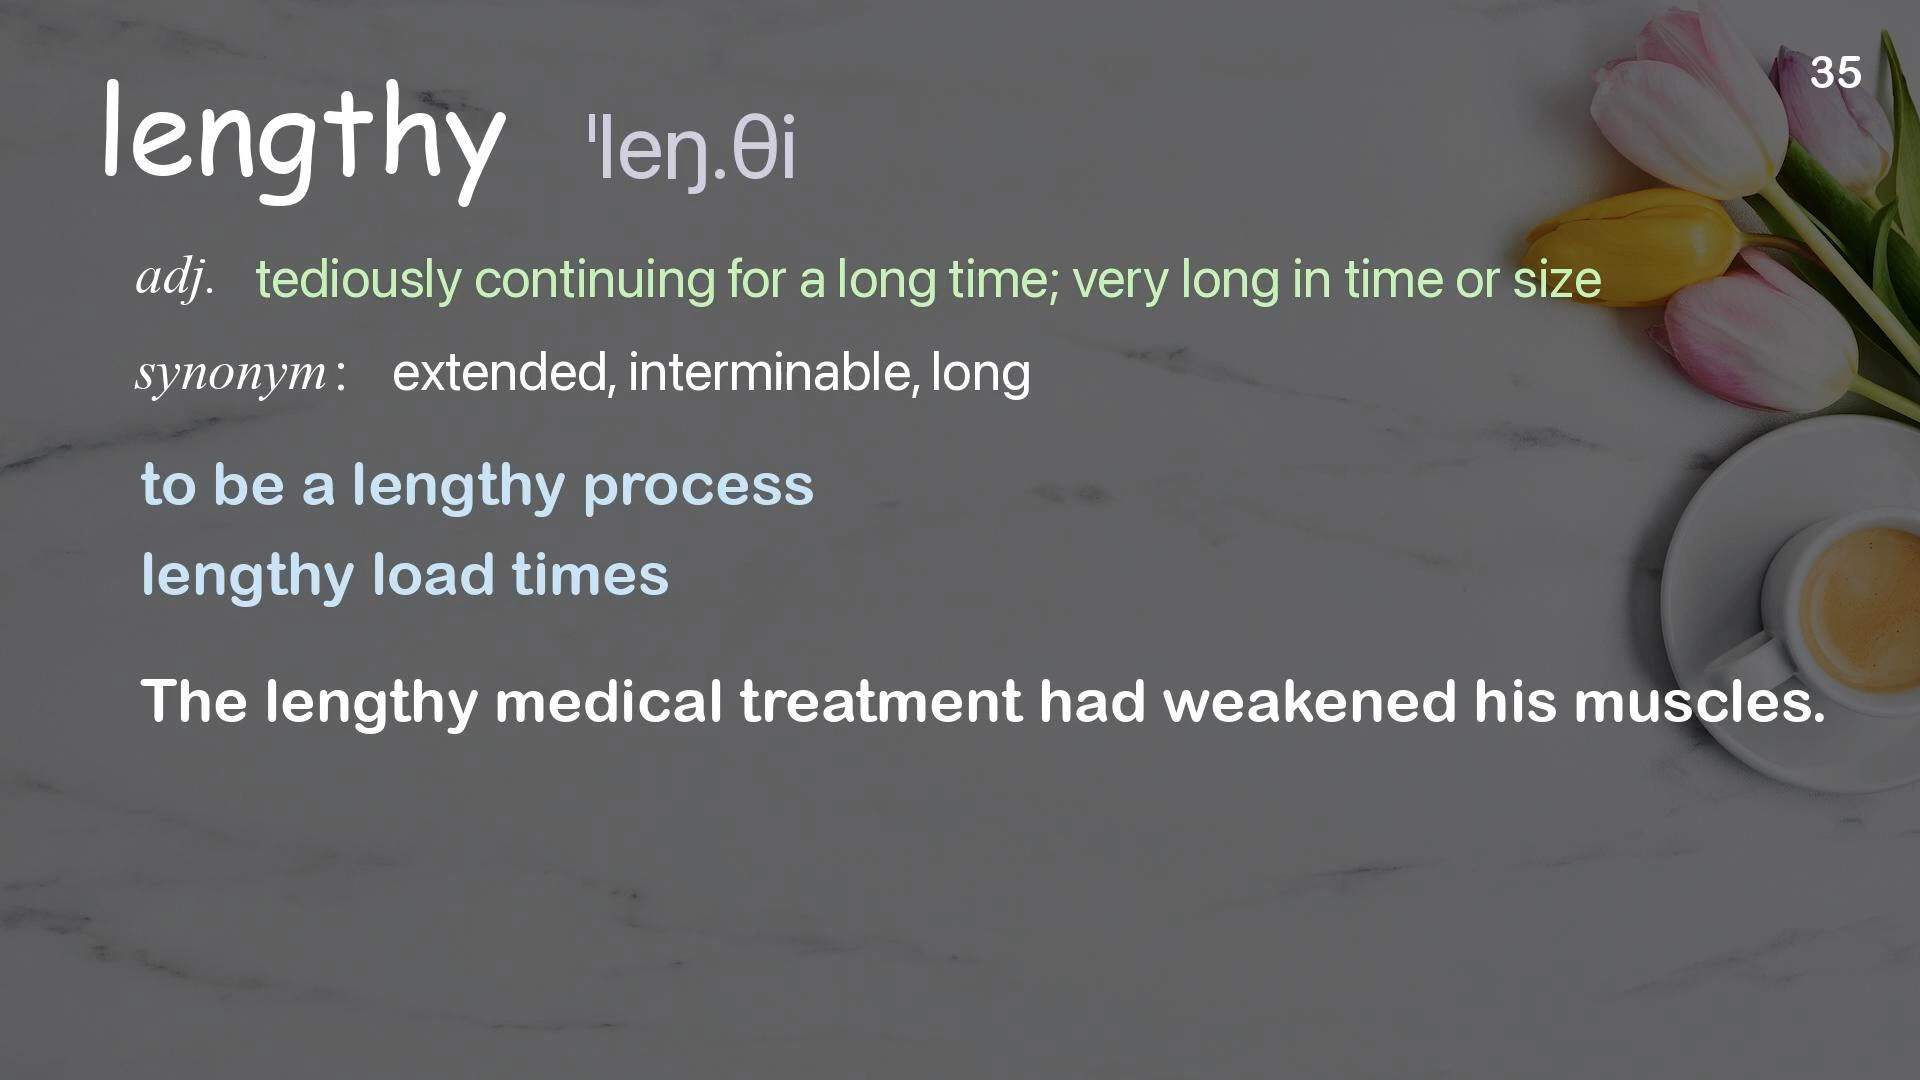 35
lengthy ˈleŋ.θi
adj. tediously continuing for a long time; very long in time or size
synonym: extended, interminable, long
to be a lengthy process
lengthy load times
The lengthy medical treatment had weakened his muscles.